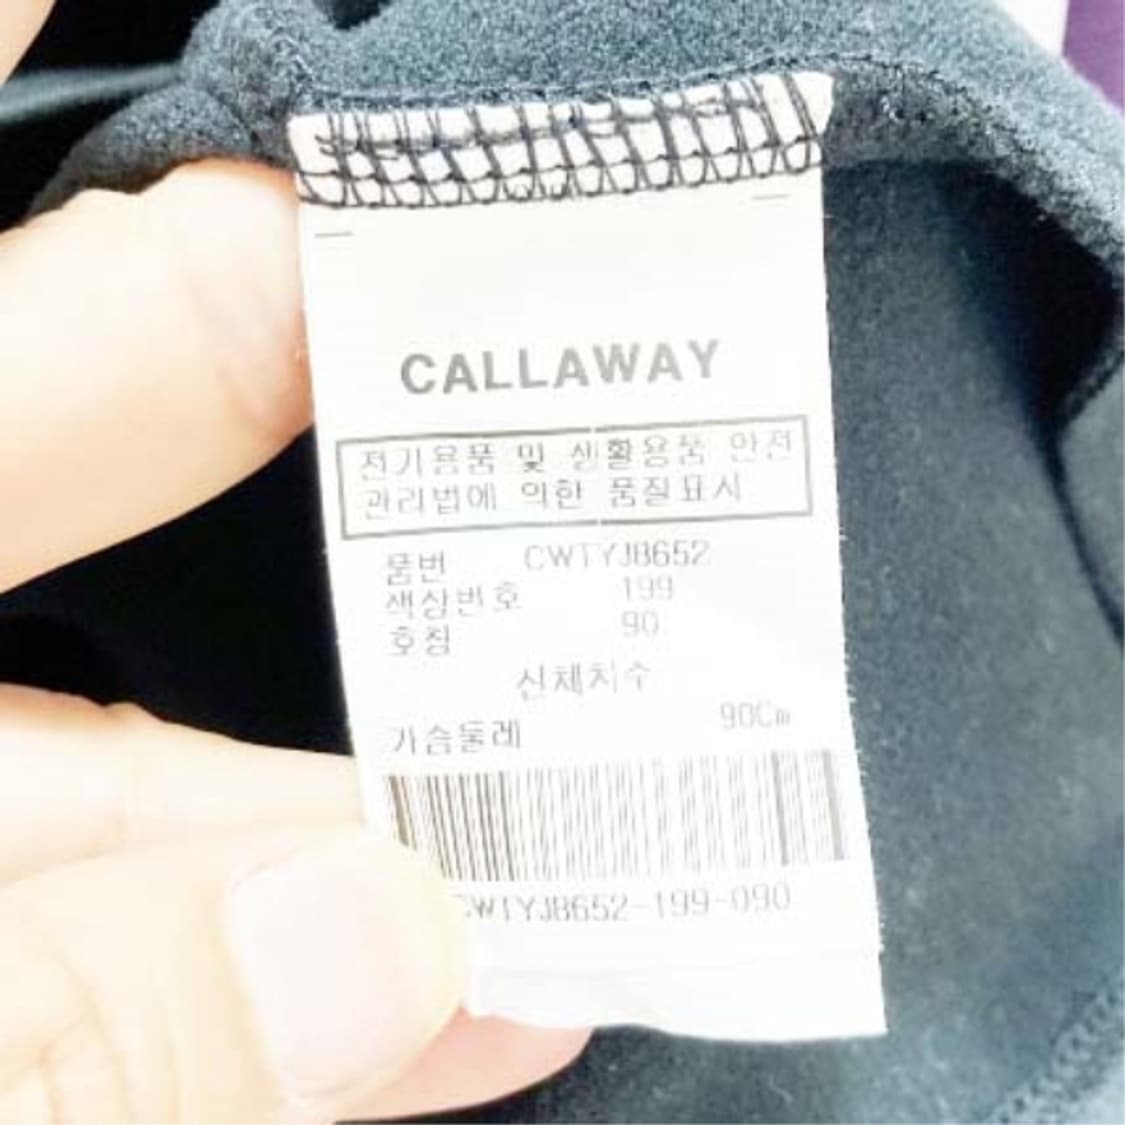 CALLAWAY
전기용품 및 생활용품 안전
관리법에 의한 품질표시
품번 CWTYJ8652
색상번호 199
호칭 90
신체치수
가슴둘레 90Cm
CWTYJ8652-199-090